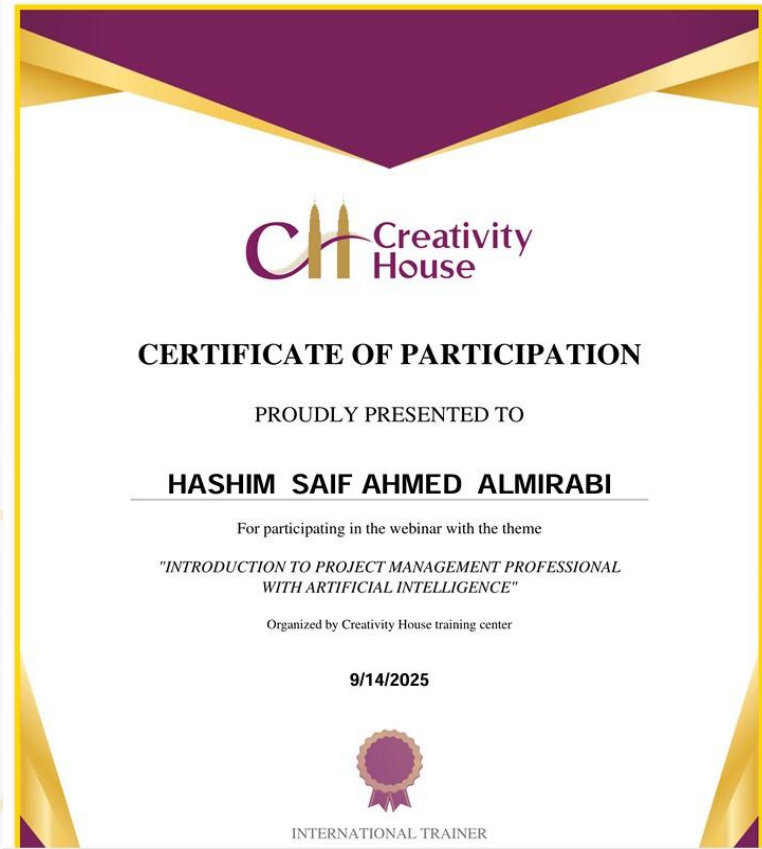 CH Creativity
House
CERTIFICATE OF PARTICIPATION
PROUDLY PRESENTED TO
HASHIM SAIF AHMED ALMIRABI
For participating in the webinar with the theme
"INTRODUCTION TO PROJECT MANAGEMENT PROFESSIONAL
WITH ARTIFICIAL INTELLIGENCE"
Organized by Creativity House training center
9/14/2025
INTERNATIONAL TRAINER